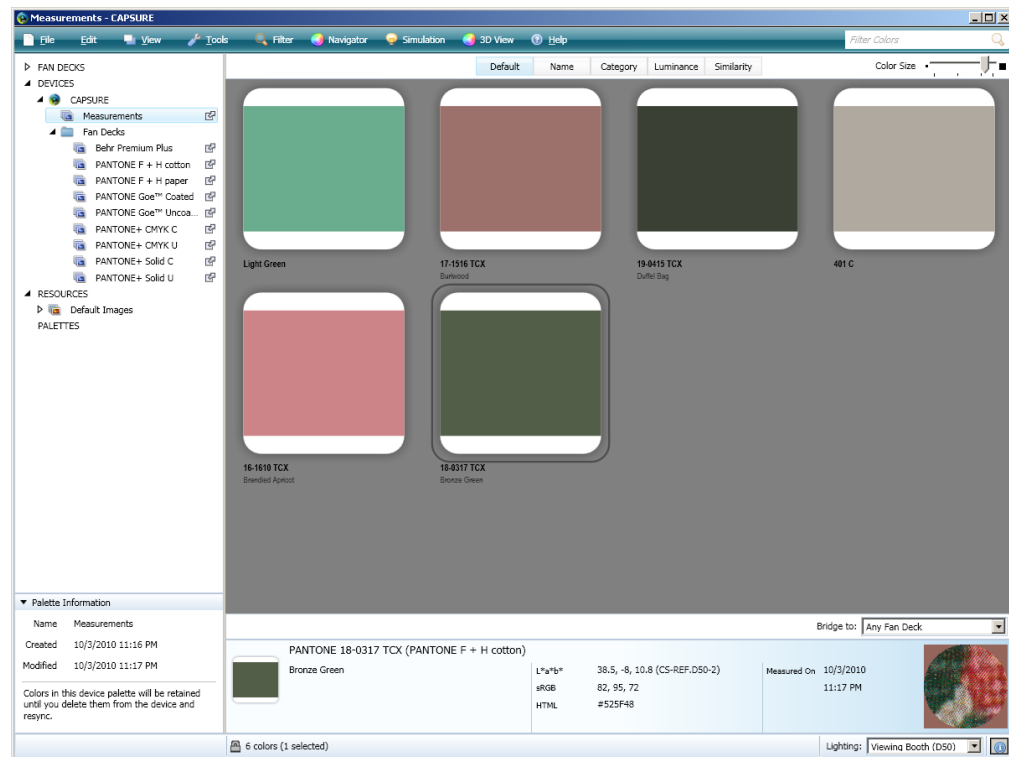 Measurements - CAPSURE
File Edit View Tools Filter Navigator Simulation 3D View Help Filter Colors
FAN DECKS
DEVICES
CAPSURE
Measurements
Fan Decks
Behr Premium Plus
PANTONE F + H cotton
PANTONE F + H paper
PANTONE Goe™ Coated
PANTONE Goe™ Uncoa...
PANTONE+ CMYK C
PANTONE+ CMYK U
PANTONE+ Solid C
PANTONE+ Solid U
RESOURCES
Default Images
PALETTES
Default Name Category Luminance Similarity Color Size
Light Green
17-1516 TCX
Burlwood
19-0415 TCX
Duffel Bag
401 C
16-1610 TCX
Brendied Apricot
18-0317 TCX
Bronze Green
Palette Information
Name Measurements
Created 10/3/2010 11:16 PM
Modified 10/3/2010 11:17 PM
Colors in this device palette will be retained
until you delete them from the device and
resync.
Bridge to: Any Fan Deck
PANTONE 18-0317 TCX (PANTONE F + H cotton)
Bronze Green
L*a*b* 38.5, -8, 10.8 (CS-REF.D50-2)
sRGB 82, 95, 72
HTML #525F48
Measured On 10/3/2010
11:17 PM
6 colors (1 selected)
Lighting: Viewing Booth (D50)